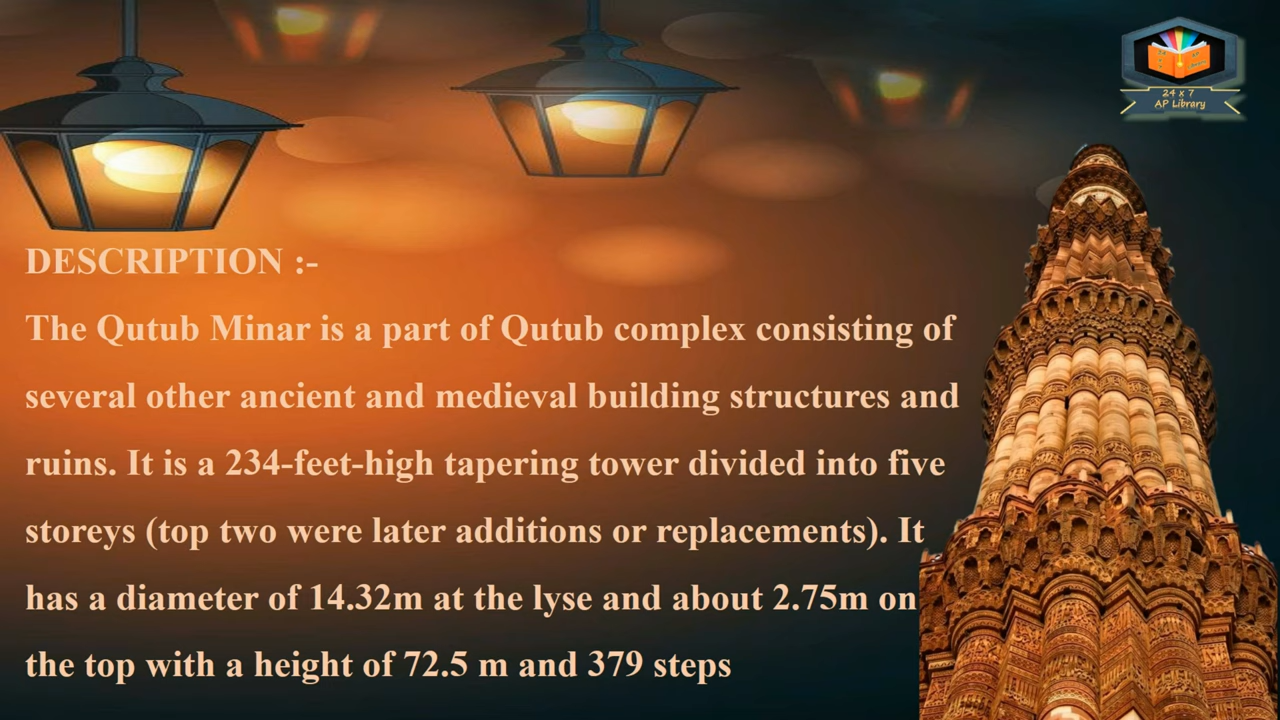 24 x 7
AP Library
DESCRIPTION :-
The Qutub Minar is a part of Qutub complex consisting of
several other ancient and medieval building structures and
ruins. It is a 234-feet-high tapering tower divided into five
storeys (top two were later additions or replacements). It
has a diameter of 14.32m at the lyse and about 2.75m on
the top with a height of 72.5 m and 379 steps